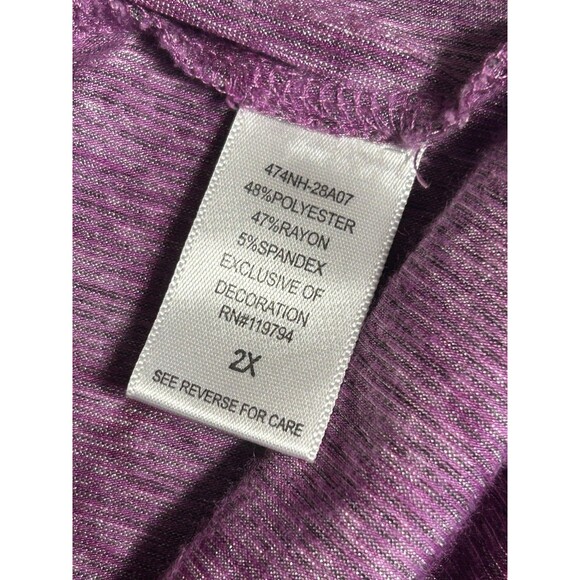 474NH-28A07
48%POLYESTER
47%RAYON
5%SPANDEX
EXCLUSIVE OF
DECORATION
RN#119794
2X
SEE REVERSE FOR CARE